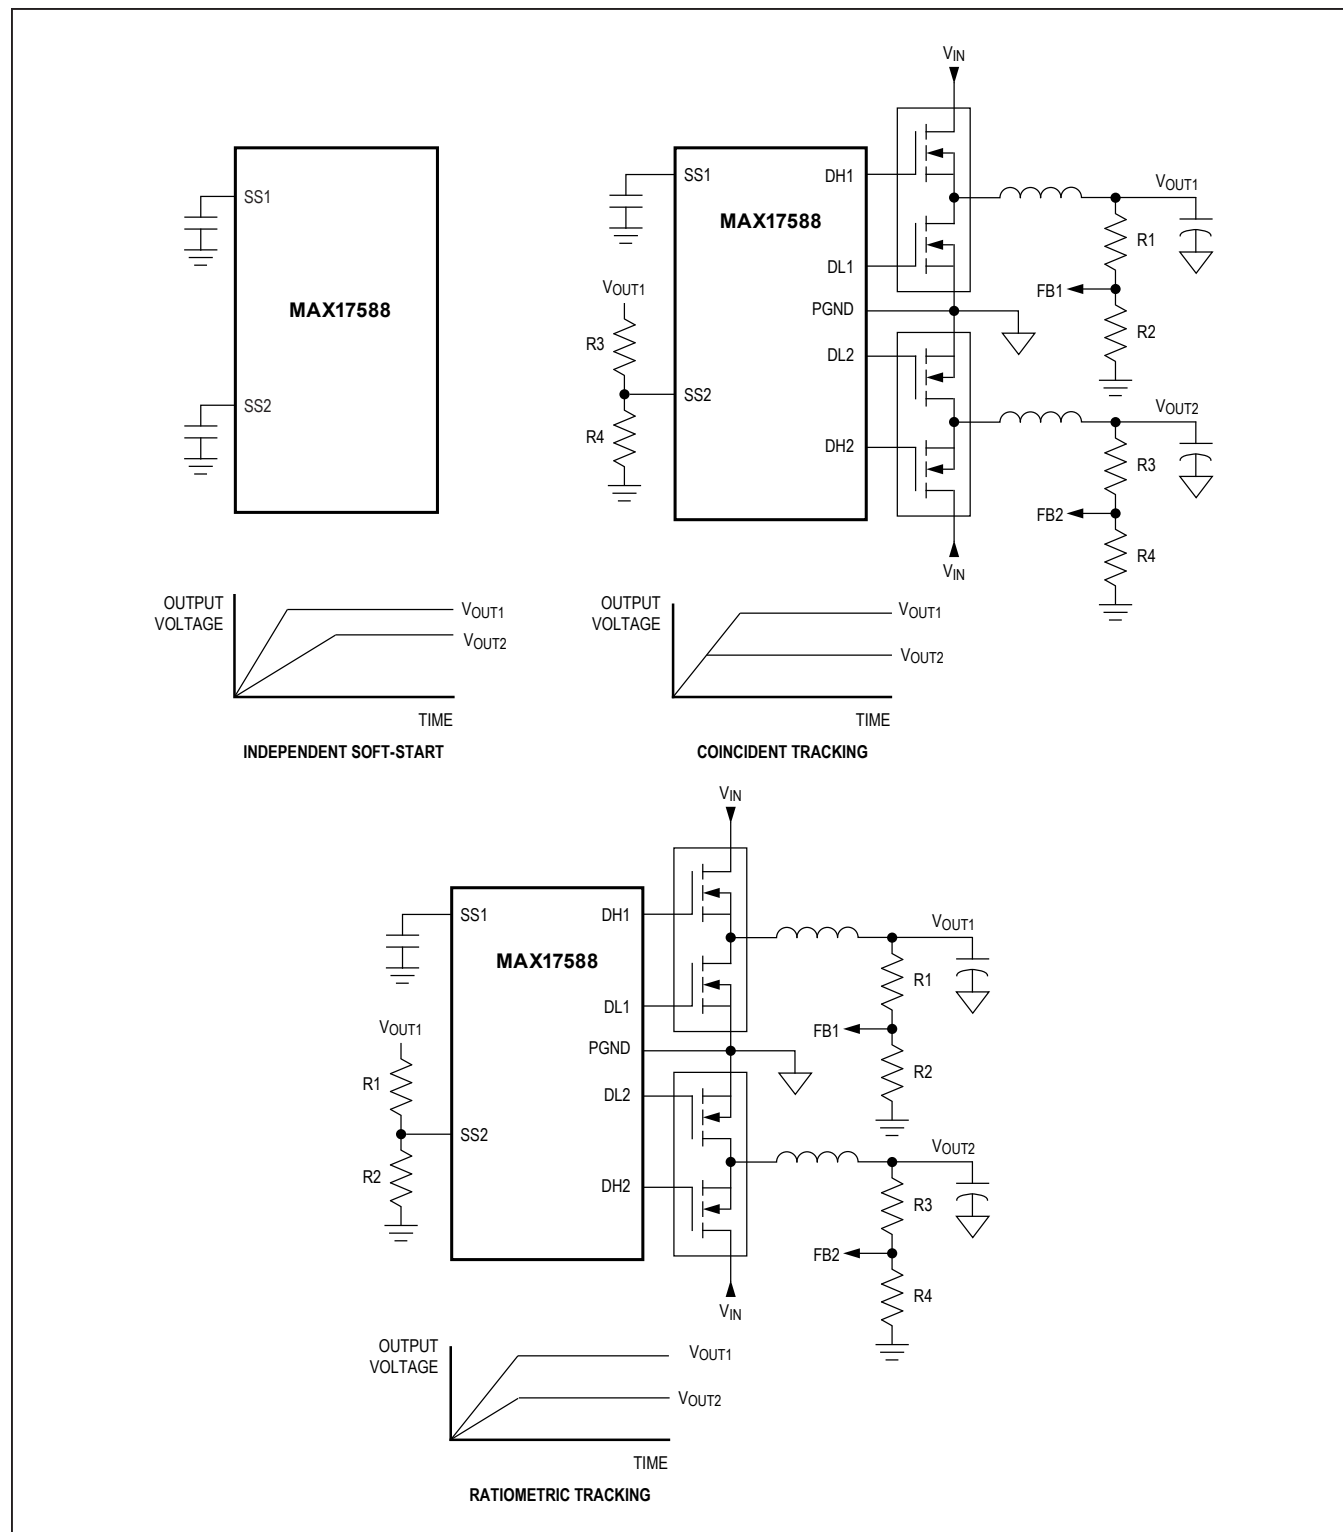 SS1
SS2
MAX17588
OUTPUT
VOLTAGE
VOUT1
VOUT2
TIME
INDEPENDENT SOFT-START
VIN
SS1
DH1
MAX17588
VOUT1
R1
DL1
FB1
VOUT1
PGND
R2
R3
DL2
SS2
VOUT2
R4
DH2
R3
FB2
VIN
R4
OUTPUT
VOLTAGE
VOUT1
VOUT2
TIME
COINCIDENT TRACKING
VIN
SS1
DH1
VOUT1
MAX17588
R1
DL1
FB1
VOUT1
PGND
R2
R1
DL2
SS2
VOUT2
R2
DH2
R3
FB2
R4
VIN
OUTPUT
VOLTAGE
VOUT1
VOUT2
TIME
RATIOMETRIC TRACKING